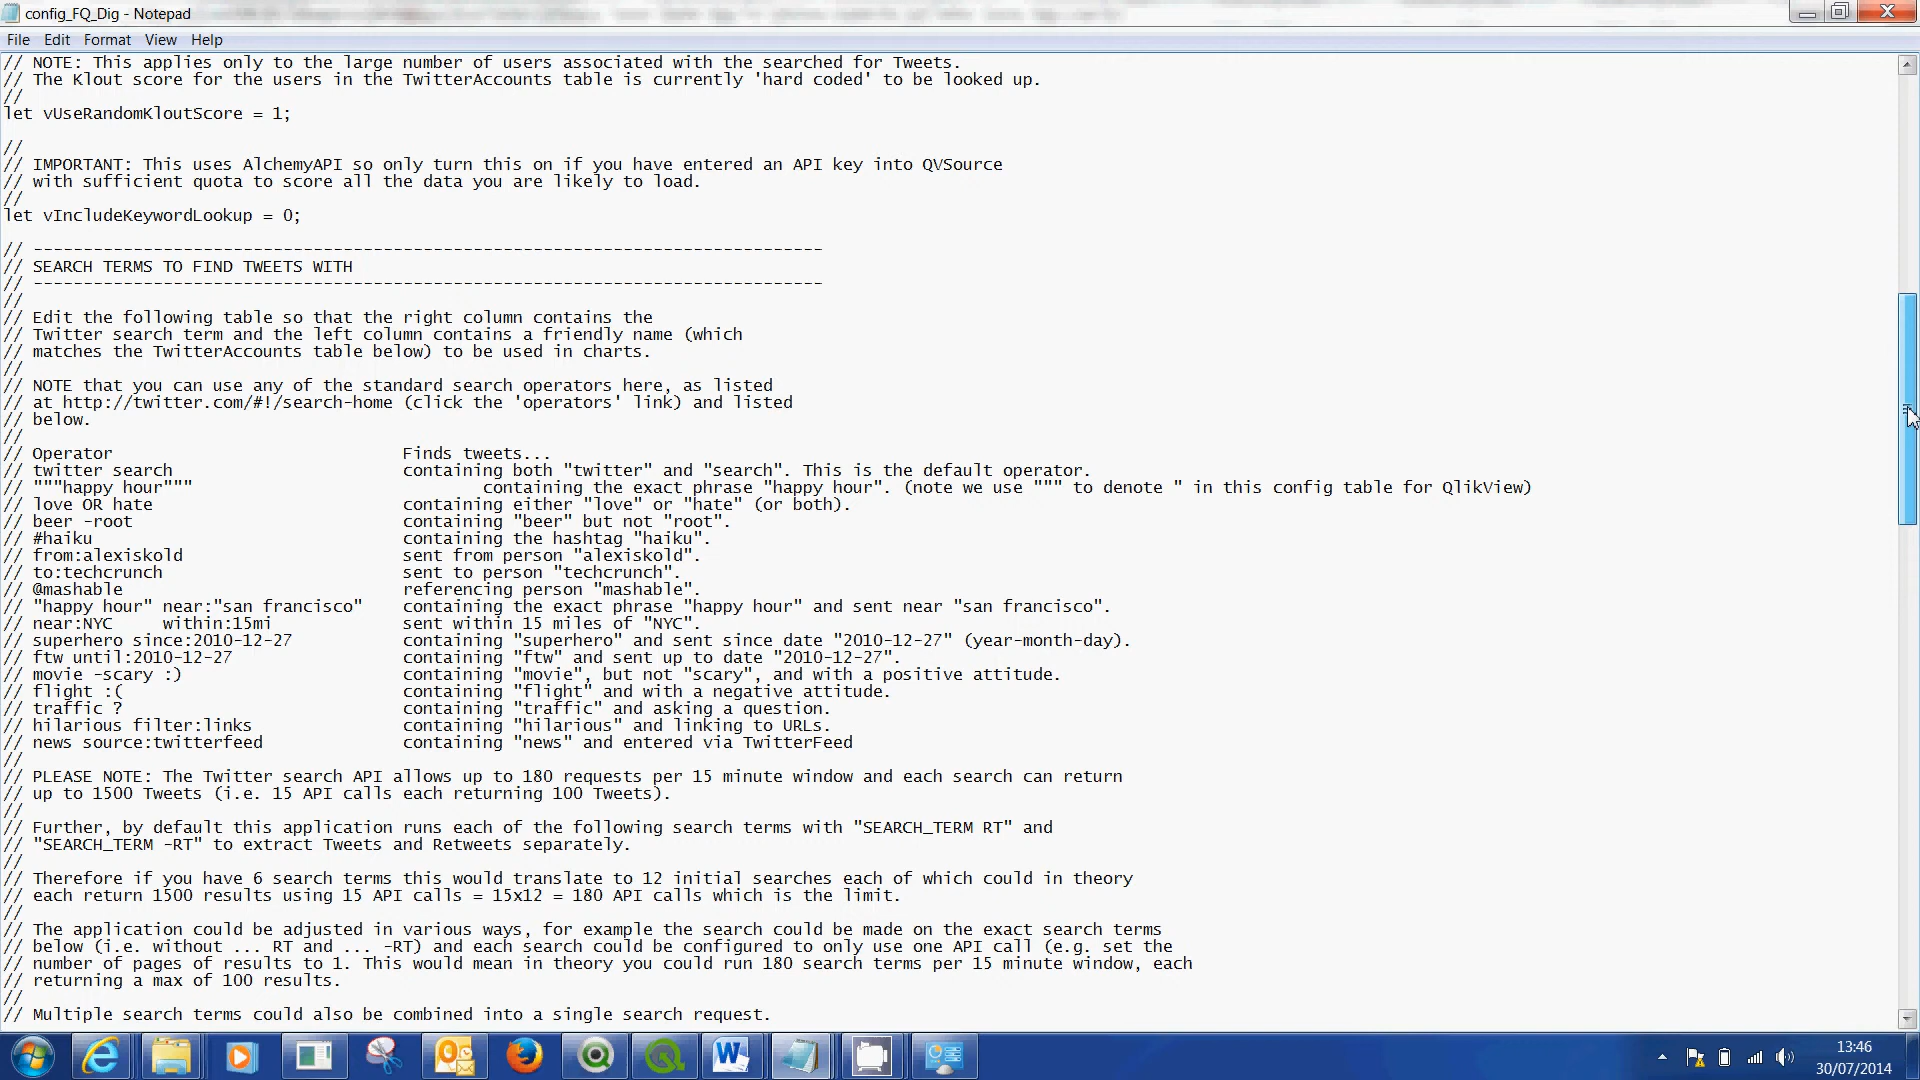 config_FQ_Dig - Notepad
File Edit Format View Help
// NOTE: This applies only to the large number of users associated with the searched for Tweets.
// The Klout score for the users in the TwitterAccounts table is currently 'hard coded' to be looked up.
//
let vUseRandomKloutScore = 1;
//
// IMPORTANT: This uses AlchemyAPI so only turn this on if you have entered an API key into QVSource
// with sufficient quota to score all the data you are likely to load.
//
let vIncludeKeywordLookup = 0;
// -------------------------------------------------------------------------------
// SEARCH TERMS TO FIND TWEETS WITH
// -------------------------------------------------------------------------------
//
// Edit the following table so that the right column contains the
// Twitter search term and the left column contains a friendly name (which
// matches the TwitterAccounts table below) to be used in charts.
//
// NOTE that you can use any of the standard search operators here, as listed
// at http://twitter.com/#!/search-home (click the 'operators' link) and listed
// below.
//
// Operator Finds tweets...
// twitter search containing both "twitter" and "search". This is the default operator.
// """happy hour""" containing the exact phrase "happy hour". (note we use """ to denote " in this config table for QlikView)
// love OR hate containing either "love" or "hate" (or both).
// beer -root containing "beer" but not "root".
// #haiku containing the hashtag "haiku".
// from:alexiskold sent from person "alexiskold".
// to:techcrunch sent to person "techcrunch".
// @mashable referencing person "mashable".
// "happy hour" near:"san francisco" containing the exact phrase "happy hour" and sent near "san francisco".
// near:NYC within:15mi sent within 15 miles of "NYC".
// superhero since:2010-12-27 containing "superhero" and sent since date "2010-12-27" (year-month-day).
// ftw until:2010-12-27 containing "ftw" and sent up to date "2010-12-27".
// movie -scary :) containing "movie", but not "scary", and with a positive attitude.
// flight :( containing "flight" and with a negative attitude.
// traffic ? containing "traffic" and asking a question.
// hilarious filter:links containing "hilarious" and linking to URLs.
// news source:twitterfeed containing "news" and entered via TwitterFeed
//
// PLEASE NOTE: The Twitter search API allows up to 180 requests per 15 minute window and each search can return
// up to 1500 Tweets (i.e. 15 API calls each returning 100 Tweets).
//
// Further, by default this application runs each of the following search terms with "SEARCH_TERM RT" and
// "SEARCH_TERM -RT" to extract Tweets and Retweets separately.
//
// Therefore if you have 6 search terms this would translate to 12 initial searches each of which could in theory
// each return 1500 results using 15 API calls = 15x12 = 180 API calls which is the limit.
//
// The application could be adjusted in various ways, for example the search could be made on the exact search terms
// below (i.e. without ... RT and ... -RT) and each search could be configured to only use one API call (e.g. set the
// number of pages of results to 1. This would mean in theory you could run 180 search terms per 15 minute window, each
// returning a max of 100 results.
//
// Multiple search terms could also be combined into a single search request.
13:46
30/07/2014